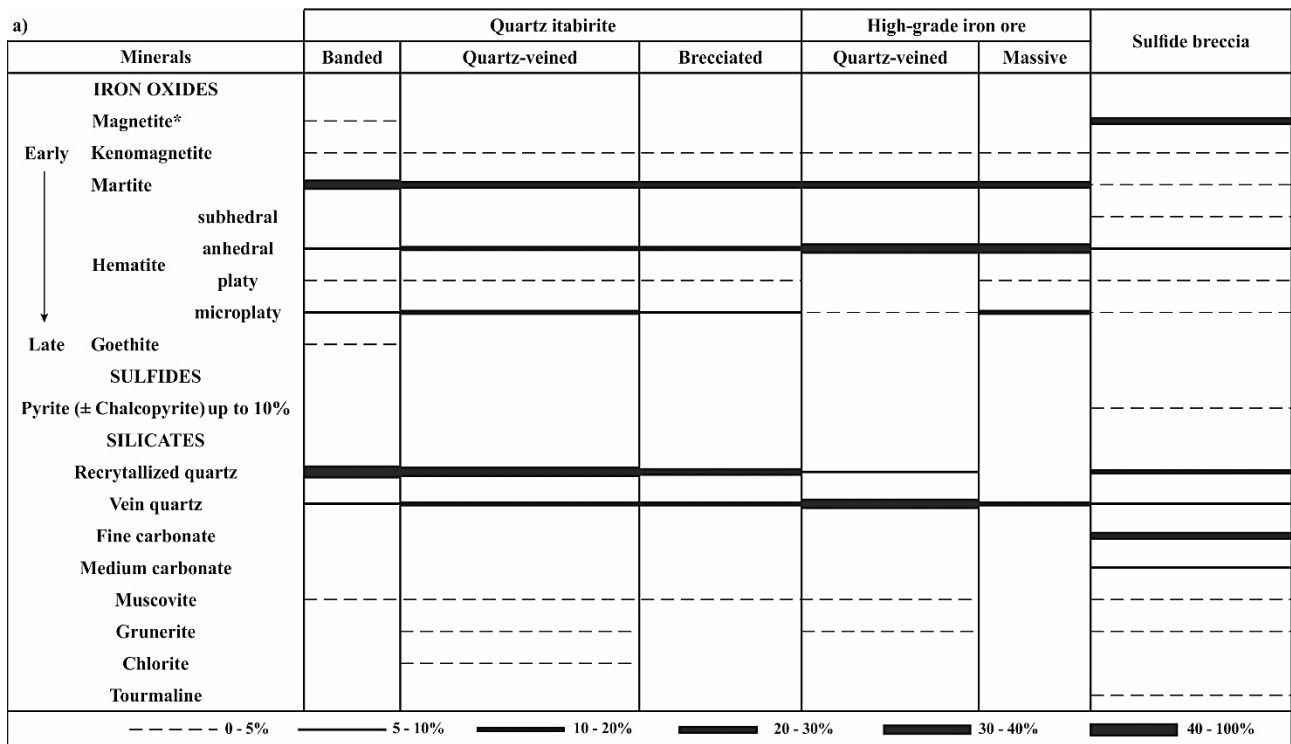 a)
Quartz itabirite High-grade iron ore Sulfide breccia
Minerals Banded Quartz-veined Brecciated Quartz-veined Massive
IRON OXIDES
Magnetite*
Early Kenomagnetite
Martite
subhedral
anhedral
Hematite
platy
microplaty
Late Goethite
SULFIDES
Pyrite (± Chalcopyrite) up to 10%
SILICATES
Recrytallized quartz
Vein quartz
Fine carbonate
Medium carbonate
Muscovite
Grunerite
Chlorite
Tourmaline
0 - 5% 5 - 10% 10 - 20% 20 - 30% 30 - 40% 40 - 100%